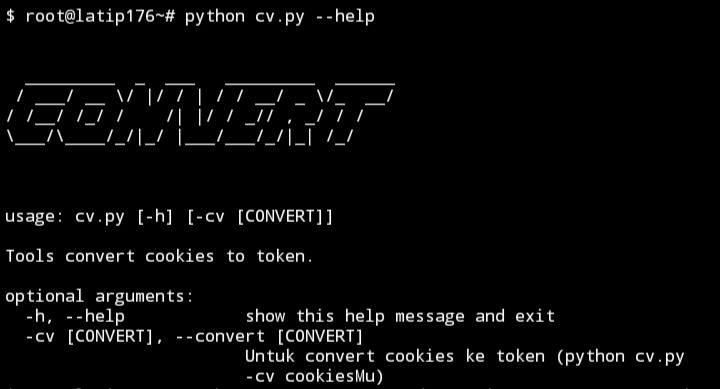 $ root@latip176~# python cv.py --help
CONVERT
usage: cv.py [-h] [-cv [CONVERT]]
Tools convert cookies to token.
optional arguments:
-h, --help show this help message and exit
-cv [CONVERT], --convert [CONVERT]
Untuk convert cookies ke token (python cv.py
-cv cookiesMu)